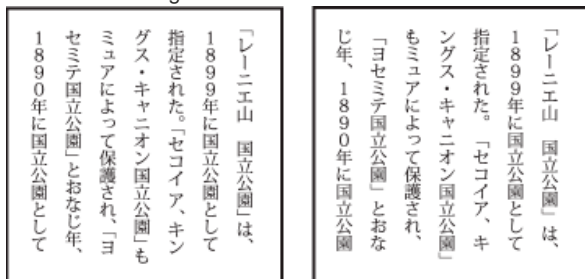 「レーニエ山　国立公園」は、
1899年に国立公園として
指定された。「セコイア、キン
グス・キャニオン国立公園」も
ミュアによって保護され、「ヨ
セミテ国立公園」とおなじ年、
1890年に国立公園として
「レーニエ山　国立公園」は、
1899年に国立公園として
指定された。　「セコイア、キ
ングス・キャニオン国立公園」
もミュアによって保護され、
「ヨセミテ国立公園」とおな
じ年、1890年に国立公園